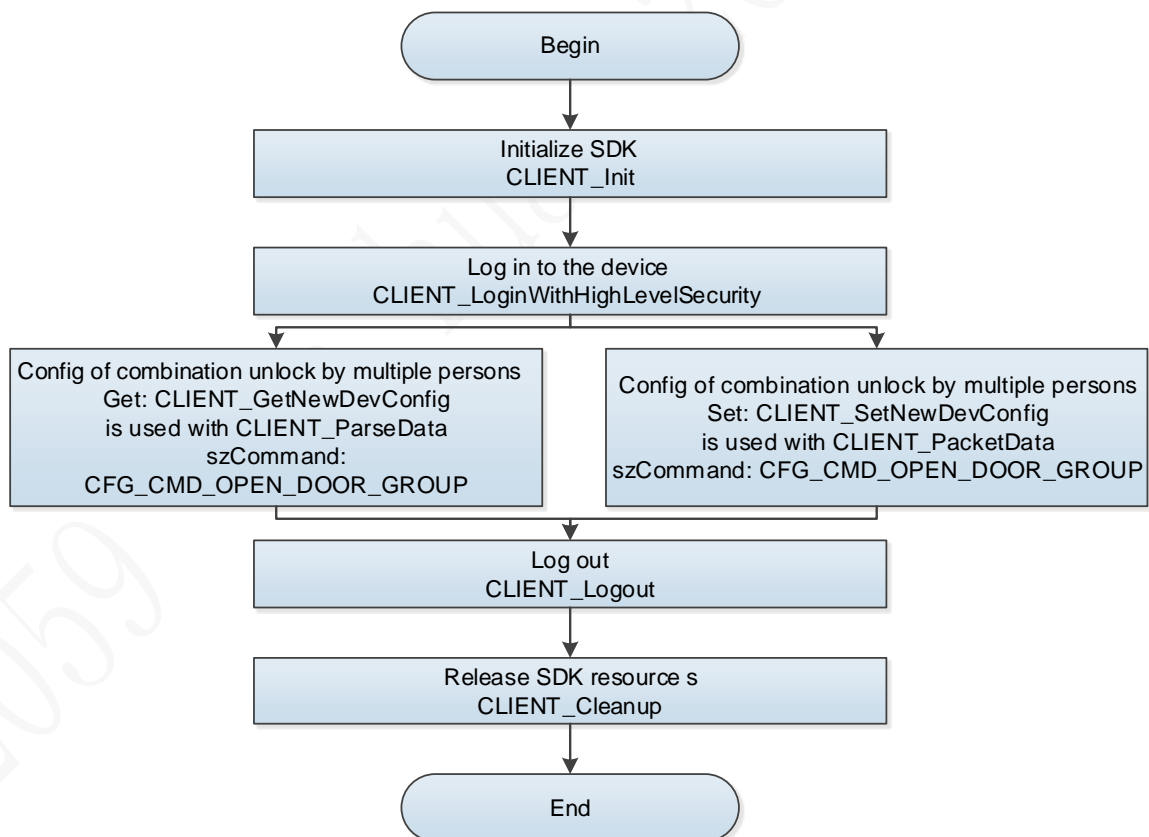 Begin
Initialize SDK
CLIENT_Init
Log in to the device
CLIENT_LoginWithHighLevelSecurity
Config of combination unlock by multiple persons
Get: CLIENT_GetNewDevConfig
is used with CLIENT_ParseData
szCommand:
CFG_CMD_OPEN_DOOR_GROUP
Config of combination unlock by multiple persons
Set: CLIENT_SetNewDevConfig
is used with CLIENT_PacketData
szCommand: CFG_CMD_OPEN_DOOR_GROUP
Log out
CLIENT_Logout
Release SDK resource s
CLIENT_Cleanup
End